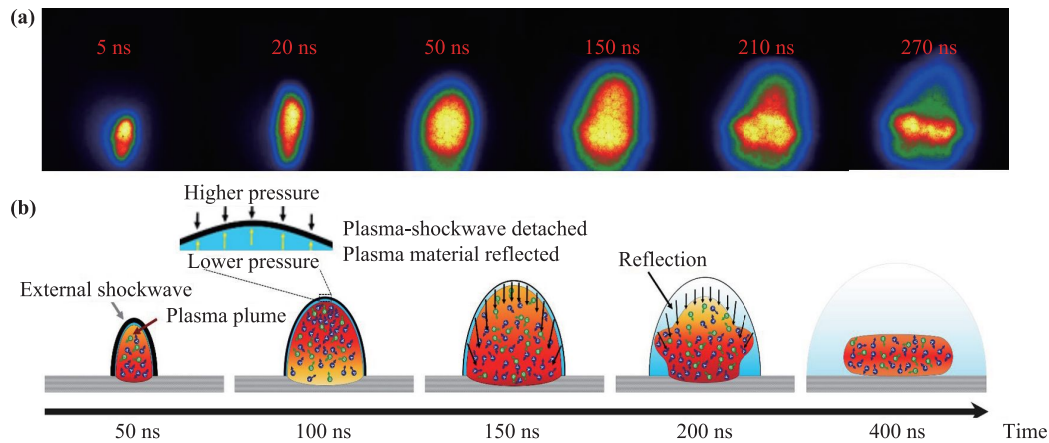 (a)
5 ns
20 ns
50 ns
150 ns
210 ns
270 ns
(b)
Higher pressure
Lower pressure
Plasma-shockwave detached
Plasma material reflected
External shockwave
Plasma plume
Reflection
50 ns
100 ns
150 ns
200 ns
400 ns
Time